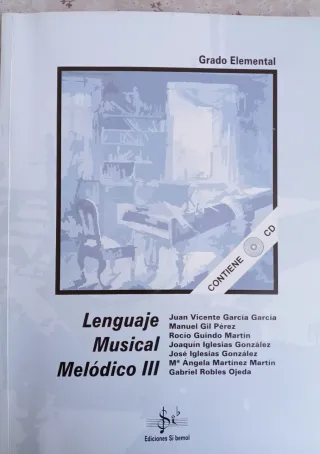 Grado Elemental
CONTIENE CD
Lenguaje
Musical
Melódico III
Juan Vicente García García
Manuel Gil Pérez
Rocío Guindo Martín
Joaquín Iglesias González
José Iglesias González
Mª Ángela Martínez Martín
Gabriel Robles Ojeda
Ediciones Si bemol